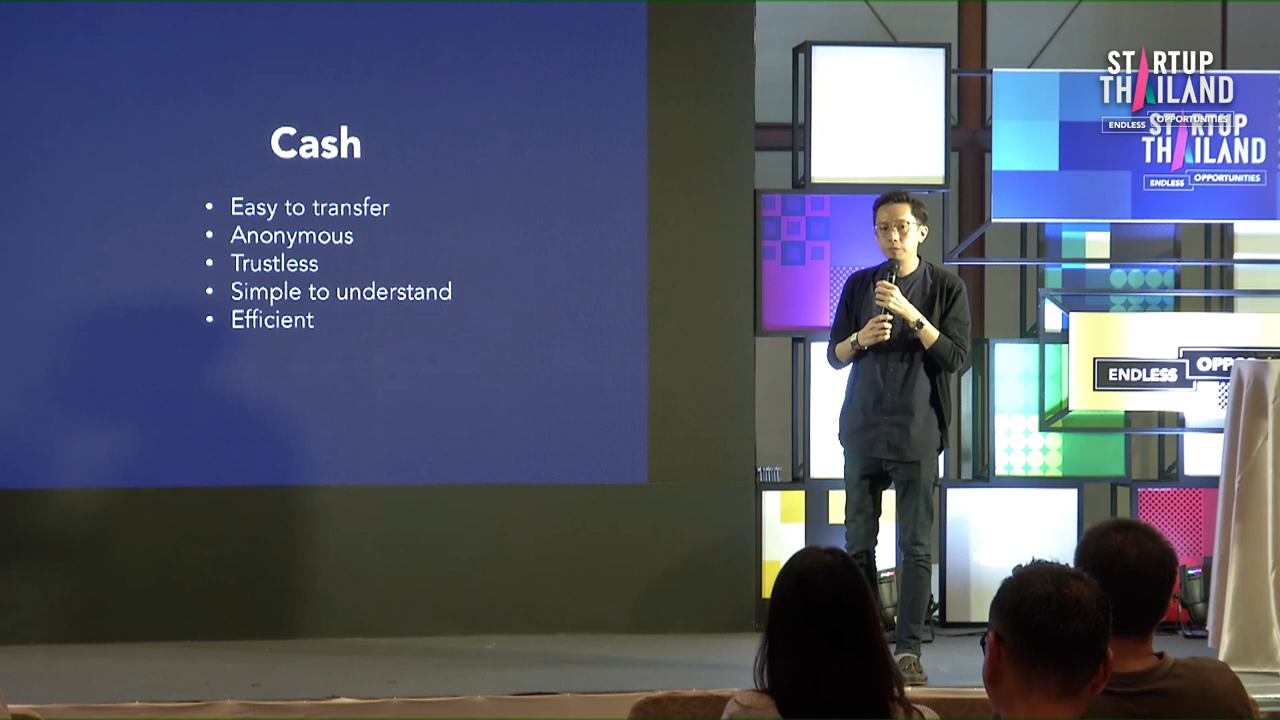 Cash
• Easy to transfer
• Anonymous
• Trustless
• Simple to understand
• Efficient
STARTUP
THAILAND
ENDLESS OPPORTUNITIES
STARTUP
THAILAND
ENDLESS OPPORTUNITIES
ENDLESS